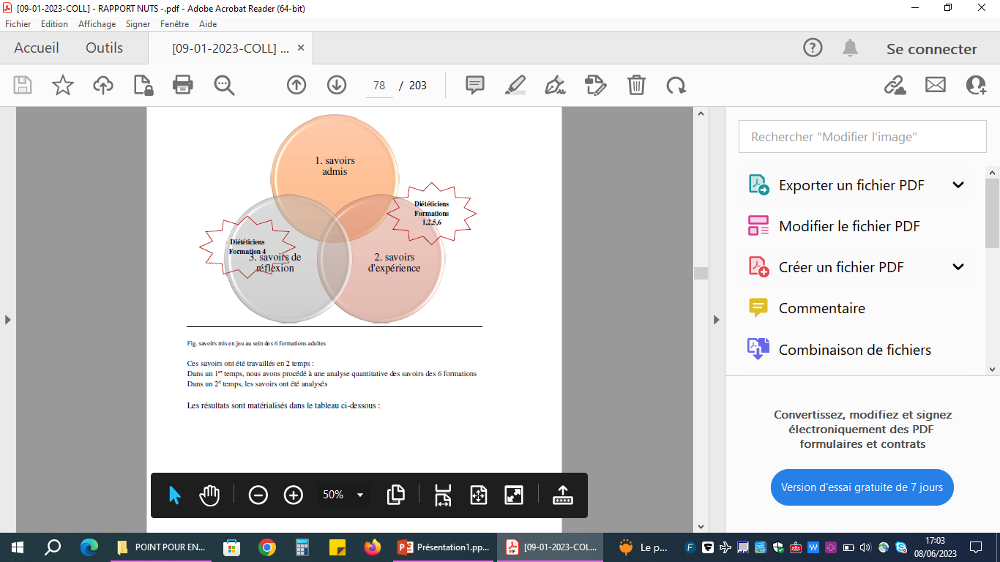 [09-01-2023-COLL] - RAPPORT NUTS -.pdf - Adobe Acrobat Reader (64-bit)
Fichier Edition Affichage Signer Fenêtre Aide
Accueil Outils [09-01-2023-COLL] ... ×
Se connecter
78 / 203
1. savoirs
admis
Diététiciens
Formations
1,2,5,6
Diététiciens
Formation 4
3. savoirs de
réflexion
2. savoirs
d'expérience
Fig. savoirs mis en jeu au sein des 6 formations adultes
Ces savoirs ont été travaillés en 2 temps :
Dans un 1er temps, nous avons procédé à une analyse quantitative des savoirs des 6 formations
Dans un 2d temps, les savoirs ont été analysés
Les résultats sont matérialisés dans le tableau ci-dessous :
50%
Rechercher "Modifier l'image"
Exporter un fichier PDF
Modifier le fichier PDF
Créer un fichier PDF
Commentaire
Combinaison de fichiers
Convertissez, modifiez et signez
électroniquement des PDF
formulaires et contrats
Version d'essai gratuite de 7 jours
POINT POUR EN... Présentation1.pp... [09-01-2023-COL... Le p...
17:03
08/06/2023